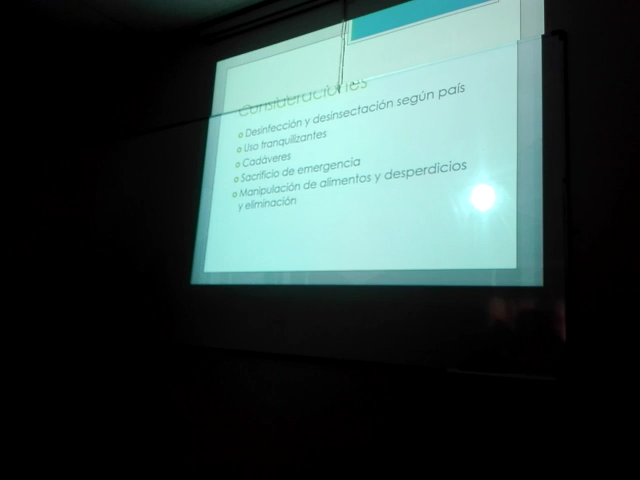 Consideraciones
Desinfección y desinsectación según país
Uso tranquilizantes
Cadáveres
Sacrificio de emergencia
Manipulación de alimentos y desperdicios
y eliminación